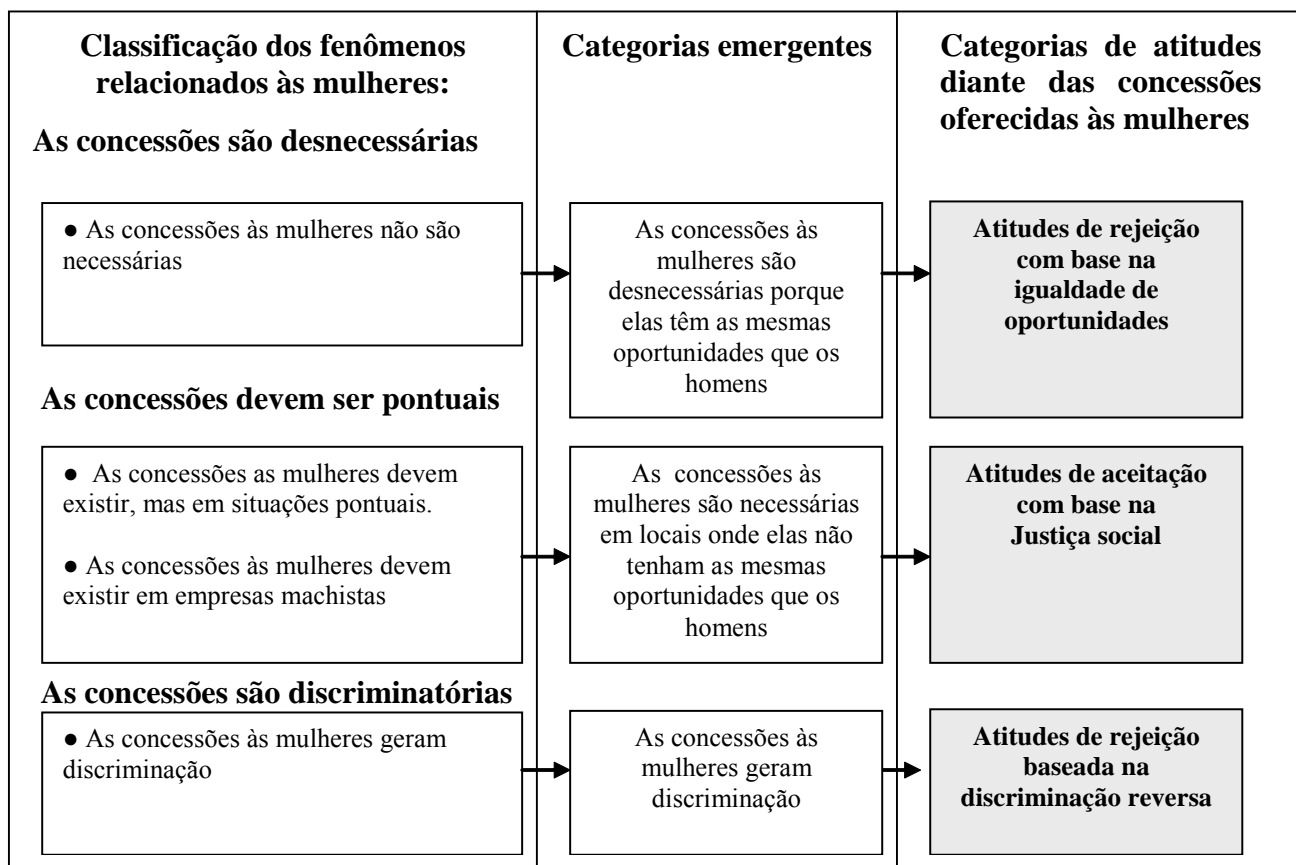 Classificação dos fenômenos
relacionados às mulheres:
As concessões são desnecessárias
● As concessões às mulheres não são
necessárias
As concessões devem ser pontuais
● As concessões as mulheres devem
existir, mas em situações pontuais.
● As concessões às mulheres devem
existir em empresas machistas
As concessões são discriminatórias
● As concessões às mulheres geram
discriminação
Categorias emergentes
As concessões às
mulheres são
desnecessárias porque
elas têm as mesmas
oportunidades que os
homens
As concessões às
mulheres são necessárias
em locais onde elas não
tenham as mesmas
oportunidades que os
homens
As concessões às
mulheres geram
discriminação
Categorias de atitudes
diante das concessões
oferecidas às mulheres
Atitudes de rejeição
com base na
igualdade de
oportunidades
Atitudes de aceitação
com base na
Justiça social
Atitudes de rejeição
baseada na
discriminação reversa